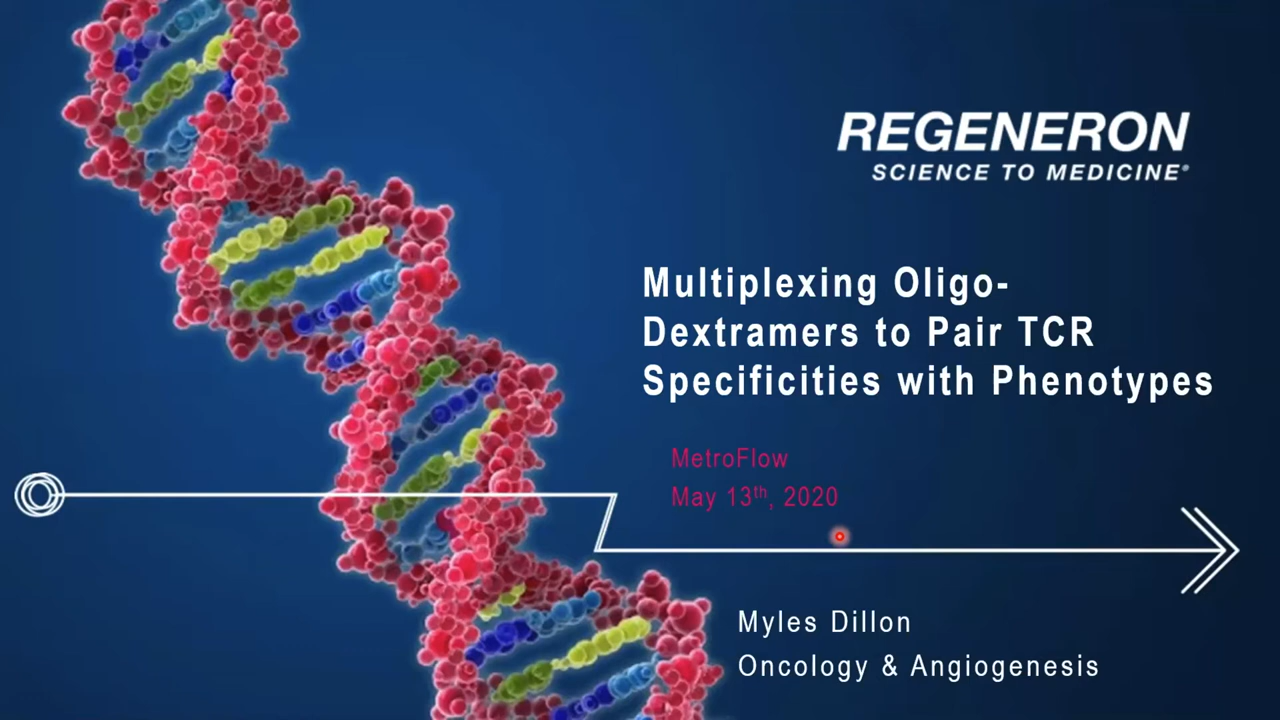 REGENERON
SCIENCE TO MEDICINE®
Multiplexing Oligo-
Dextramers to Pair TCR
Specificities with Phenotypes
MetroFlow
May 13th, 2020
Myles Dillon
Oncology & Angiogenesis